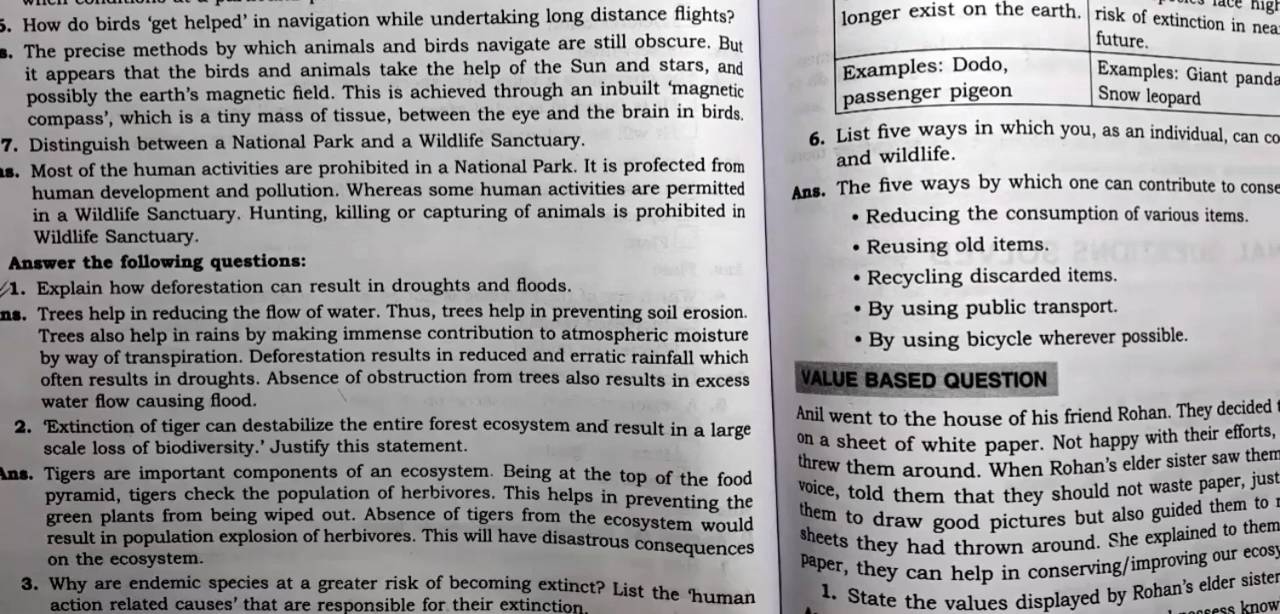 5. How do birds ‘get helped’ in navigation while undertaking long distance flights?
s. The precise methods by which animals and birds navigate are still obscure. But
it appears that the birds and animals take the help of the Sun and stars, and
possibly the earth’s magnetic field. This is achieved through an inbuilt ‘magnetic
compass’, which is a tiny mass of tissue, between the eye and the brain in birds.
7. Distinguish between a National Park and a Wildlife Sanctuary.
as. Most of the human activities are prohibited in a National Park. It is profected from
human development and pollution. Whereas some human activities are permitted
in a Wildlife Sanctuary. Hunting, killing or capturing of animals is prohibited in
Wildlife Sanctuary.
Answer the following questions:
1. Explain how deforestation can result in droughts and floods.
ns. Trees help in reducing the flow of water. Thus, trees help in preventing soil erosion.
Trees also help in rains by making immense contribution to atmospheric moisture
by way of transpiration. Deforestation results in reduced and erratic rainfall which
often results in droughts. Absence of obstruction from trees also results in excess
water flow causing flood.
2. ‘Extinction of tiger can destabilize the entire forest ecosystem and result in a large
scale loss of biodiversity.’ Justify this statement.
Ans. Tigers are important components of an ecosystem. Being at the top of the food
pyramid, tigers check the population of herbivores. This helps in preventing the
green plants from being wiped out. Absence of tigers from the ecosystem would
result in population explosion of herbivores. This will have disastrous consequences
on the ecosystem.
3. Why are endemic species at a greater risk of becoming extinct? List the ‘human
action related causes’ that are responsible for their extinction.
longer exist on the earth.
risk of extinction in nea
future.
Examples: Dodo,
passenger pigeon
Examples: Giant panda
Snow leopard
6. List five ways in which you, as an individual, can co
and wildlife.
Ans. The five ways by which one can contribute to conse
• Reducing the consumption of various items.
• Reusing old items.
• Recycling discarded items.
• By using public transport.
• By using bicycle wherever possible.
VALUE BASED QUESTION
Anil went to the house of his friend Rohan. They decided
on a sheet of white paper. Not happy with their efforts,
threw them around. When Rohan’s elder sister saw them
voice, told them that they should not waste paper, just
them to draw good pictures but also guided them to
sheets they had thrown around. She explained to them
paper, they can help in conserving/improving our ecosy
1. State the values displayed by Rohan’s elder sister
know